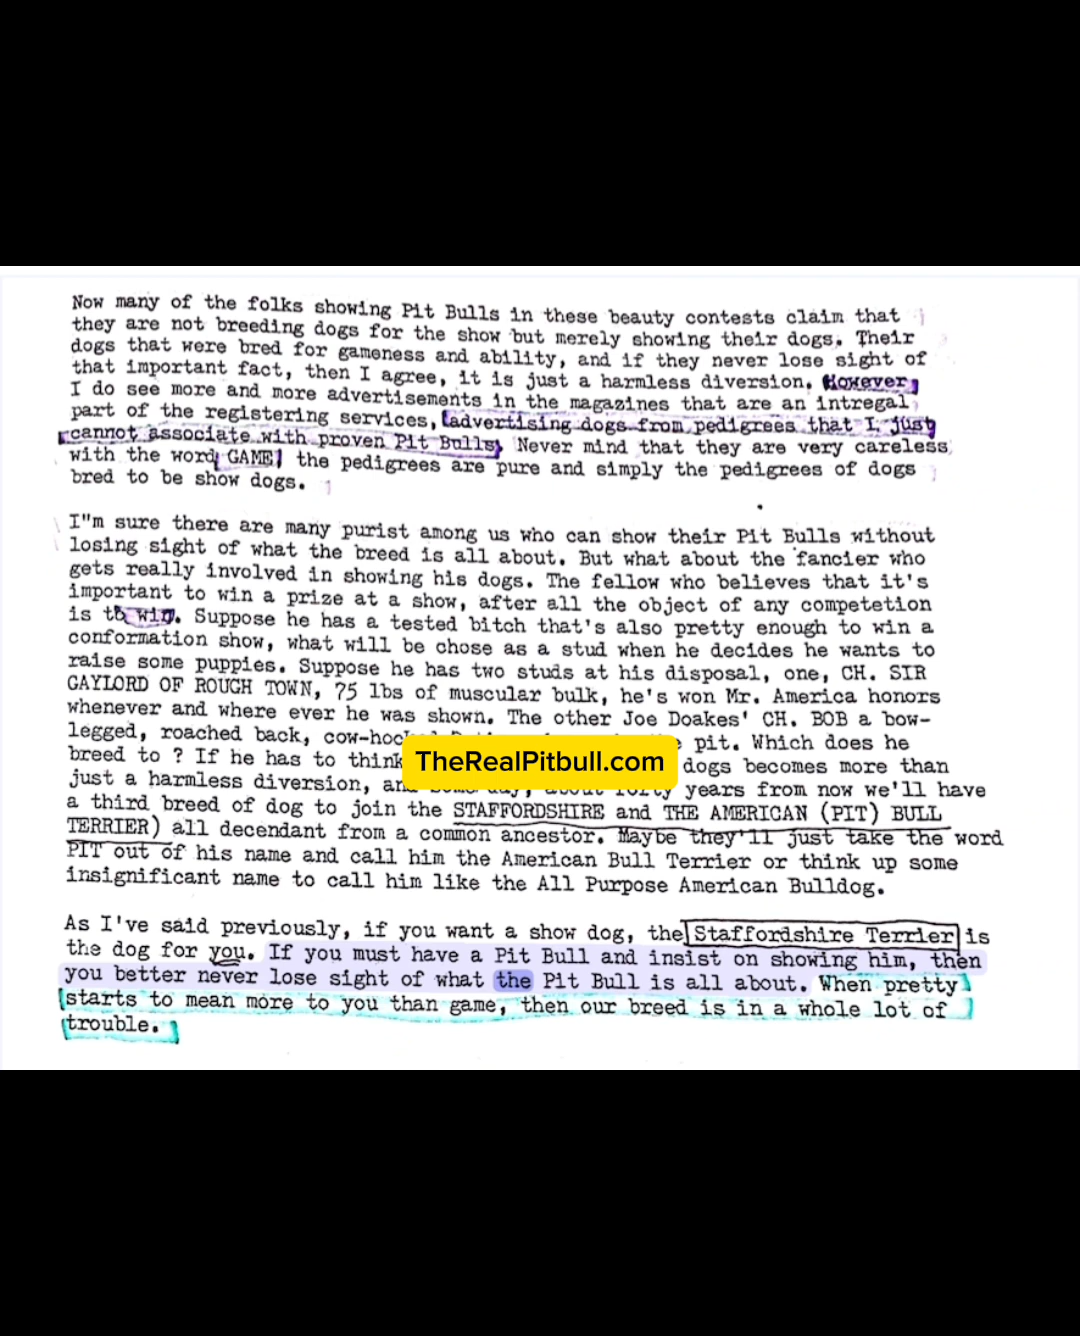 Now many of the folks showing Pit Bulls in these beauty contests claim that
they are not breeding dogs for the show but merely showing their dogs. Their
dogs that were bred for gameness and ability, and if they never lose sight of
that important fact, then I agree, it is just a harmless diversion. However,
I do see more and more advertisements in the magazines that are an intregal
part of the registering services, advertising dogs from pedigrees that I just
cannot associate with proven Pit Bulls. Never mind that they are very careless
with the word GAME, the pedigrees are pure and simply the pedigrees of dogs
bred to be show dogs.
I"m sure there are many purist among us who can show their Pit Bulls without
losing sight of what the breed is all about. But what about the fancier who
gets really involved in showing his dogs. The fellow who believes that it's
important to win a prize at a show, after all the object of any competetion
is to win. Suppose he has a tested bitch that's also pretty enough to win a
conformation show, what will be chose as a stud when he decides he wants to
raise some puppies. Suppose he has two studs at his disposal, one, CH. SIR
GAYLORD OF ROUGH TOWN, 75 lbs of muscular bulk, he's won Mr. America honors
whenever and where ever he was shown. The other Joe Doakes' CH. BOB a bow-
legged, roached back, pit. Which does he
breed to ? If he has to think TheRealPitbull.com dogs becomes more than
just a harmless diversion, years from now we'll have
a third breed of dog to join the STAFFORDSHIRE and THE AMERICAN (PIT) BULL
TERRIER) all decendant from a common ancestor. Maybe they'll just take the word
PIT out of his name and call him the American Bull Terrier or think up some
insignificant name to call him like the All Purpose American Bulldog.
As I've said previously, if you want a show dog, the Staffordshire Terrier is
the dog for you. If you must have a Pit Bull and insist on showing him, then
you better never lose sight of what the Pit Bull is all about. When pretty
starts to mean more to you than game, then our breed is in a whole lot of
trouble.